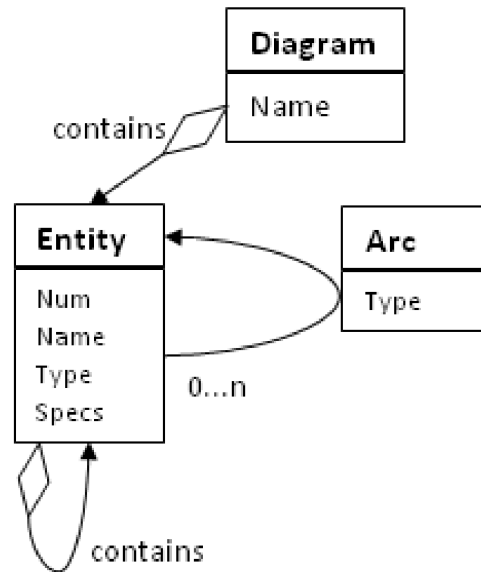 Diagram
Name
contains
Entity
Num
Name
Type
Specs
Arc
Type
0...n
contains